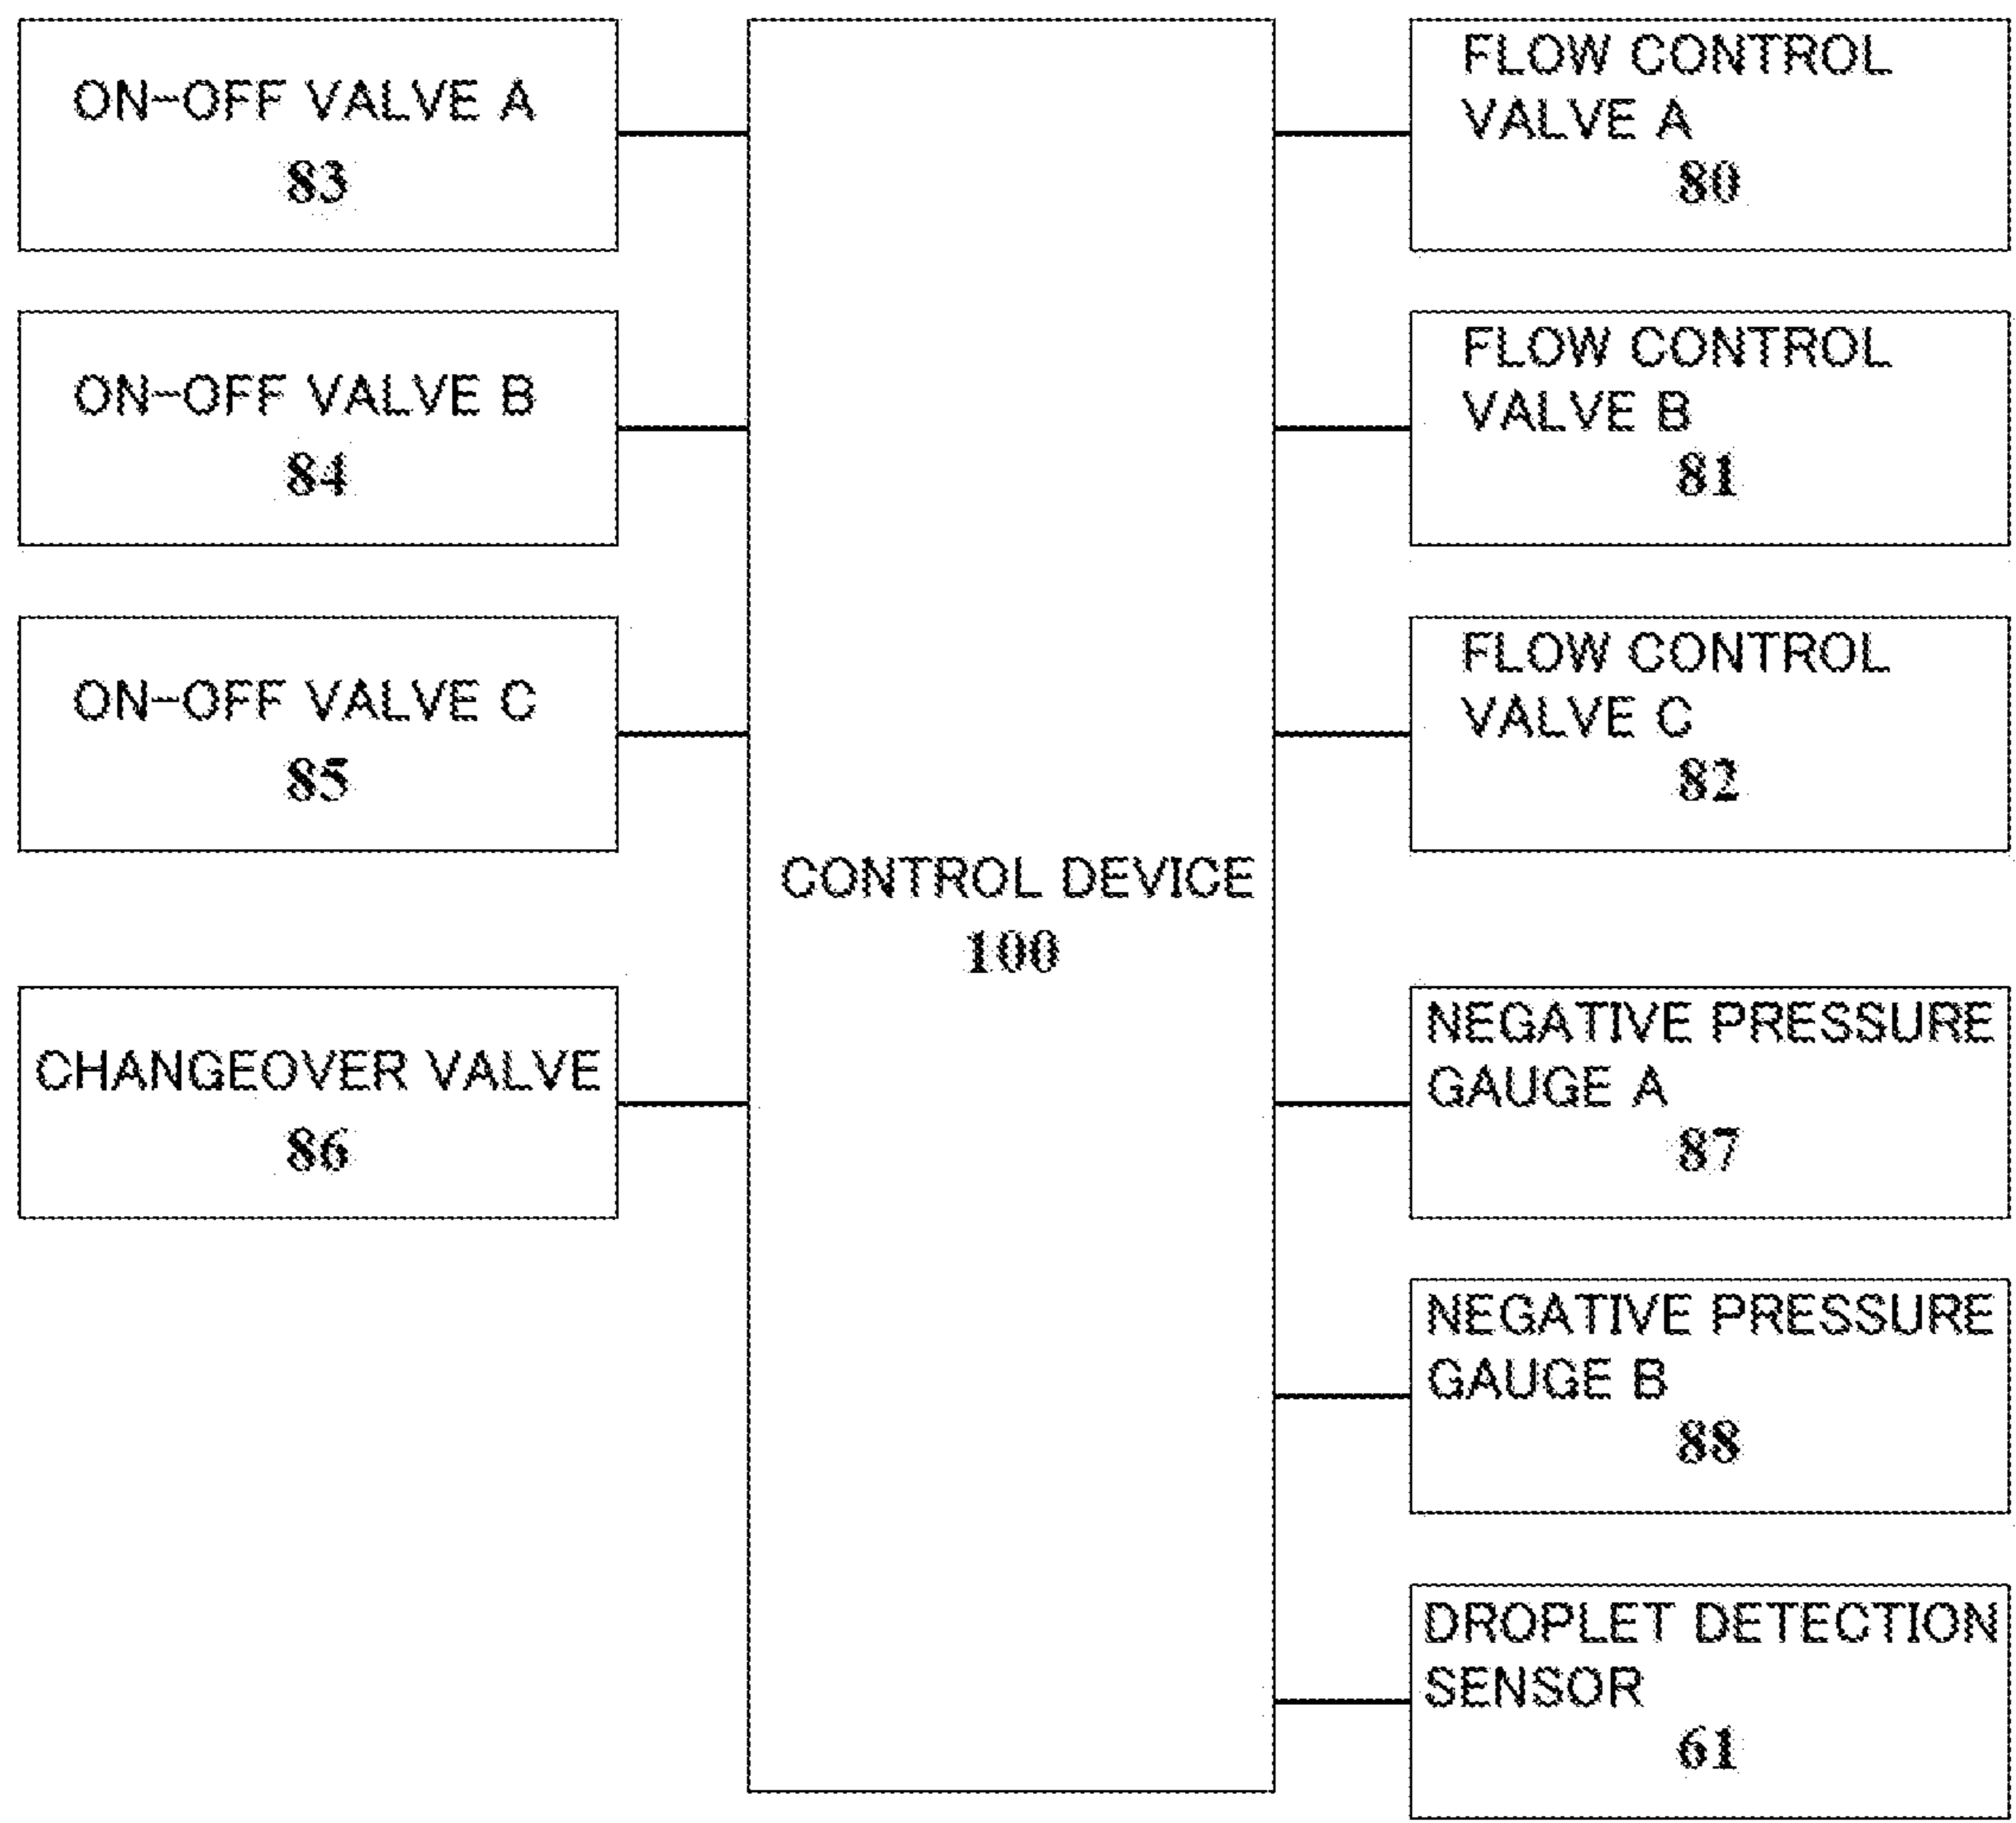 ON-OFF VALVE A
83
ON-OFF VALVE B
84
ON-OFF VALVE C
85
CHANGEOVER VALVE
86
CONTROL DEVICE
100
FLOW CONTROL
VALVE A
80
FLOW CONTROL
VALVE B
81
FLOW CONTROL
VALVE C
82
NEGATIVE PRESSURE
GAUGE A
87
NEGATIVE PRESSURE
GAUGE B
88
DROPLET DETECTION
SENSOR
61